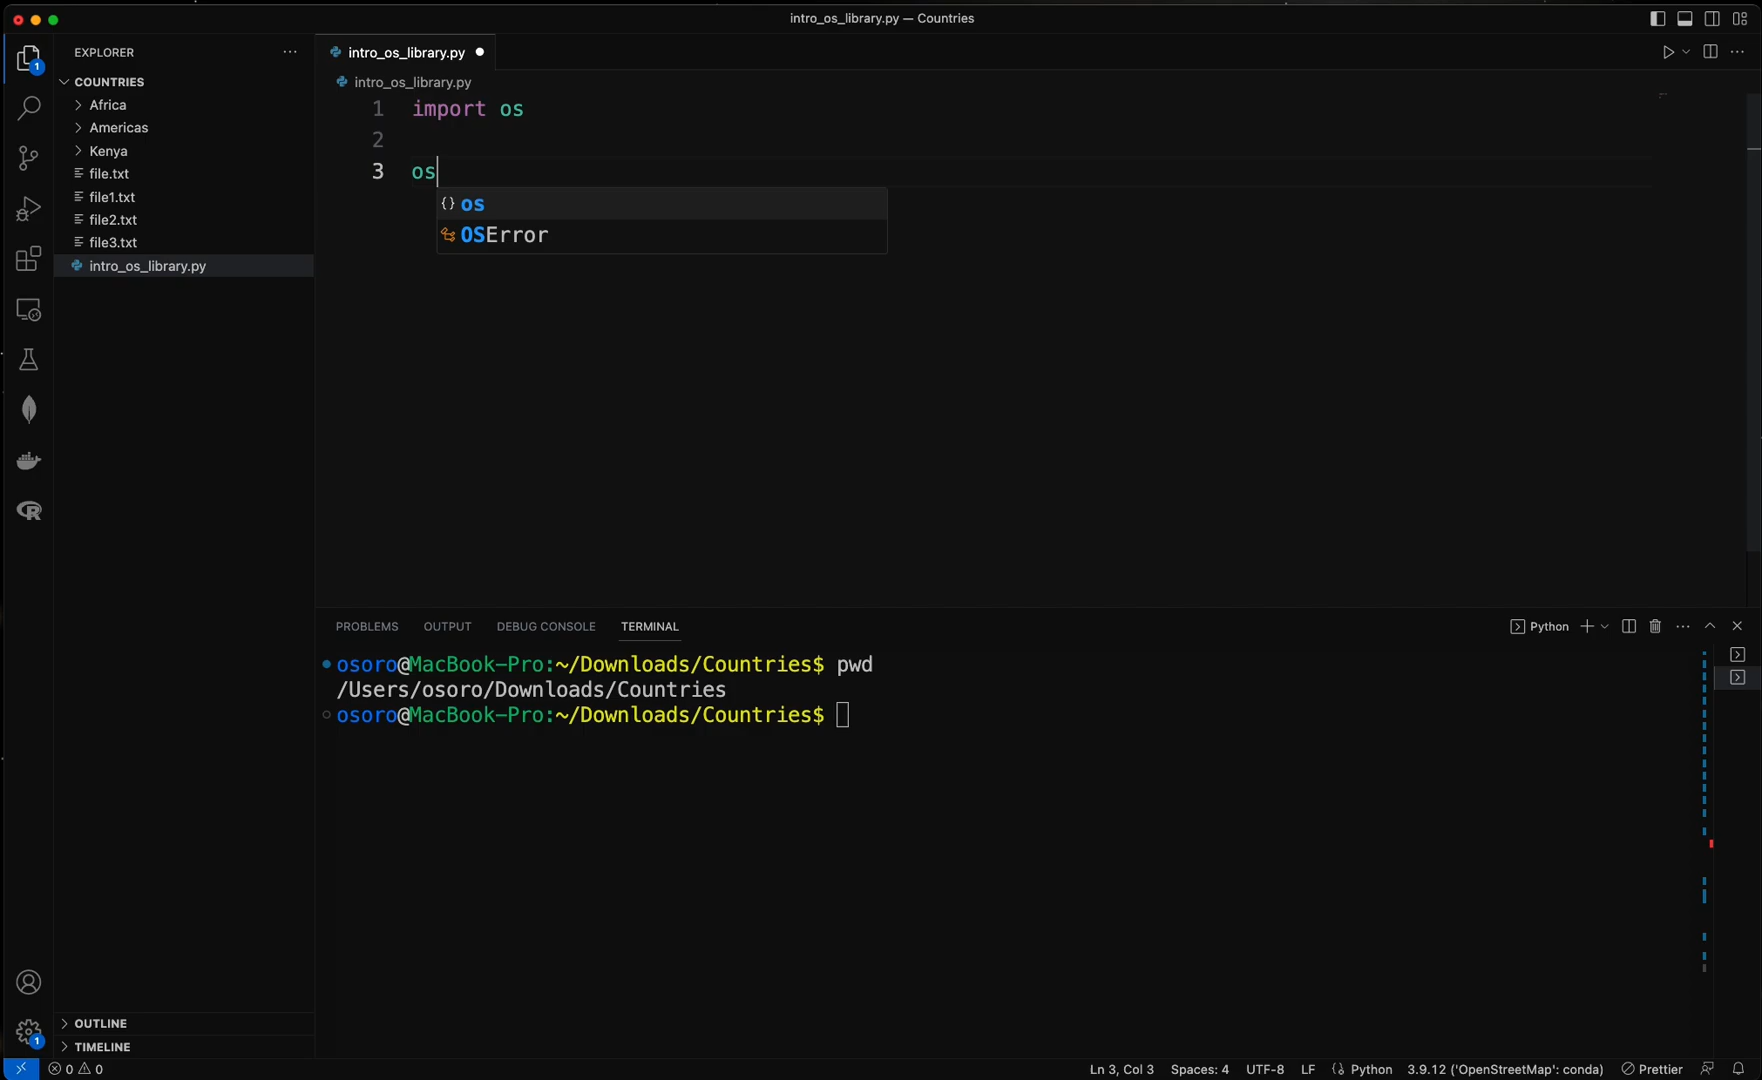 intro_os_library.py — Countries
EXPLORER
intro_os_library.py
COUNTRIES
intro_os_library.py
Africa
Americas
Kenya
file.txt
file1.txt
file2.txt
file3.txt
intro_os_library.py
1 import os
2
3 os
{} os
OSError
PROBLEMS OUTPUT DEBUG CONSOLE TERMINAL
Python
osoro@MacBook-Pro:~/Downloads/Countries$ pwd
/Users/osoro/Downloads/Countries
osoro@MacBook-Pro:~/Downloads/Countries$
OUTLINE
TIMELINE
1
1
0 0
Ln 3, Col 3 Spaces: 4 UTF-8 LF Python 3.9.12 ('OpenStreetMap': conda) Prettier